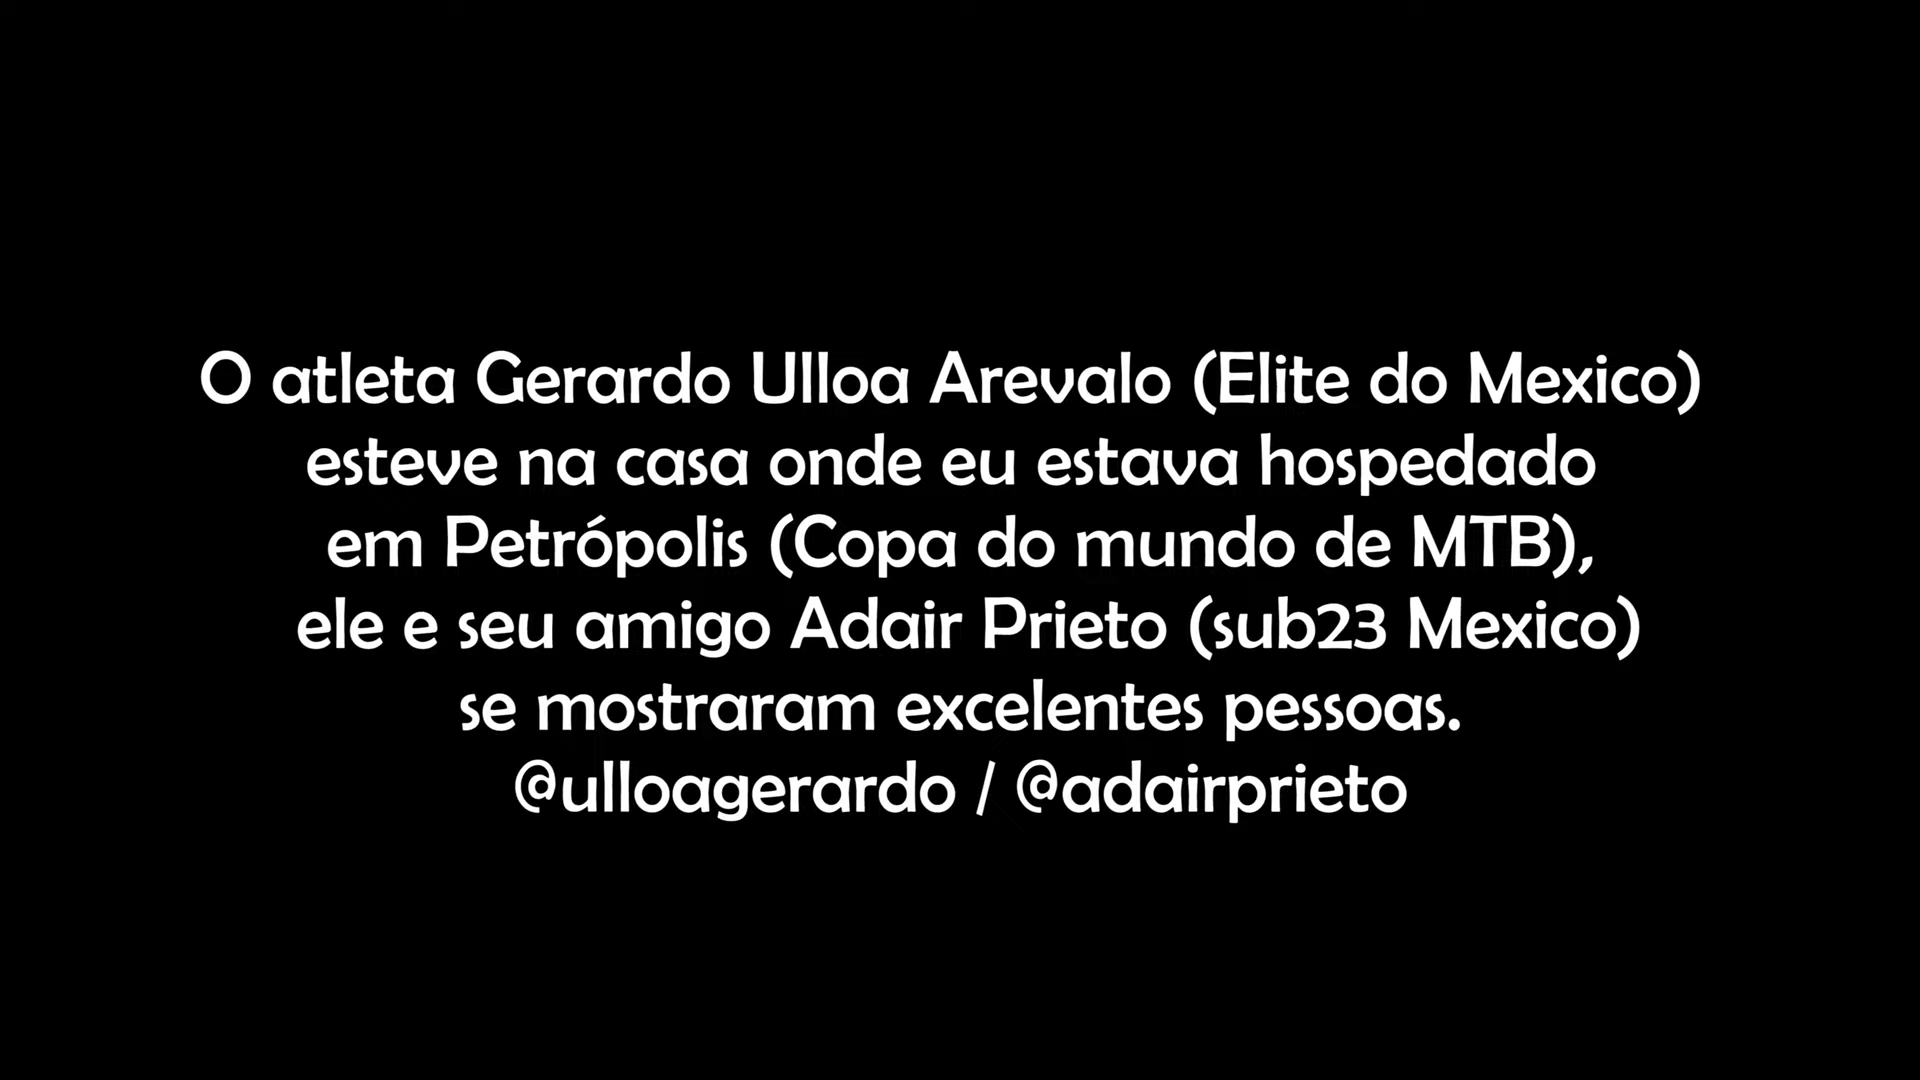 O atleta Gerardo Ulloa Arevalo (Elite do Mexico)
esteve na casa onde eu estava hospedado
em Petrópolis (Copa do mundo de MTB),
ele e seu amigo Adair Prieto (sub23 Mexico)
se mostraram excelentes pessoas.
@ulloagerardo / @adairprieto